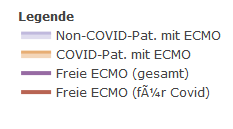 Legende
Non-COVID-Pat. mit ECMO
COVID-Pat. mit ECMO
Freie ECMO (gesamt)
Freie ECMO (fÃ¼r Covid)